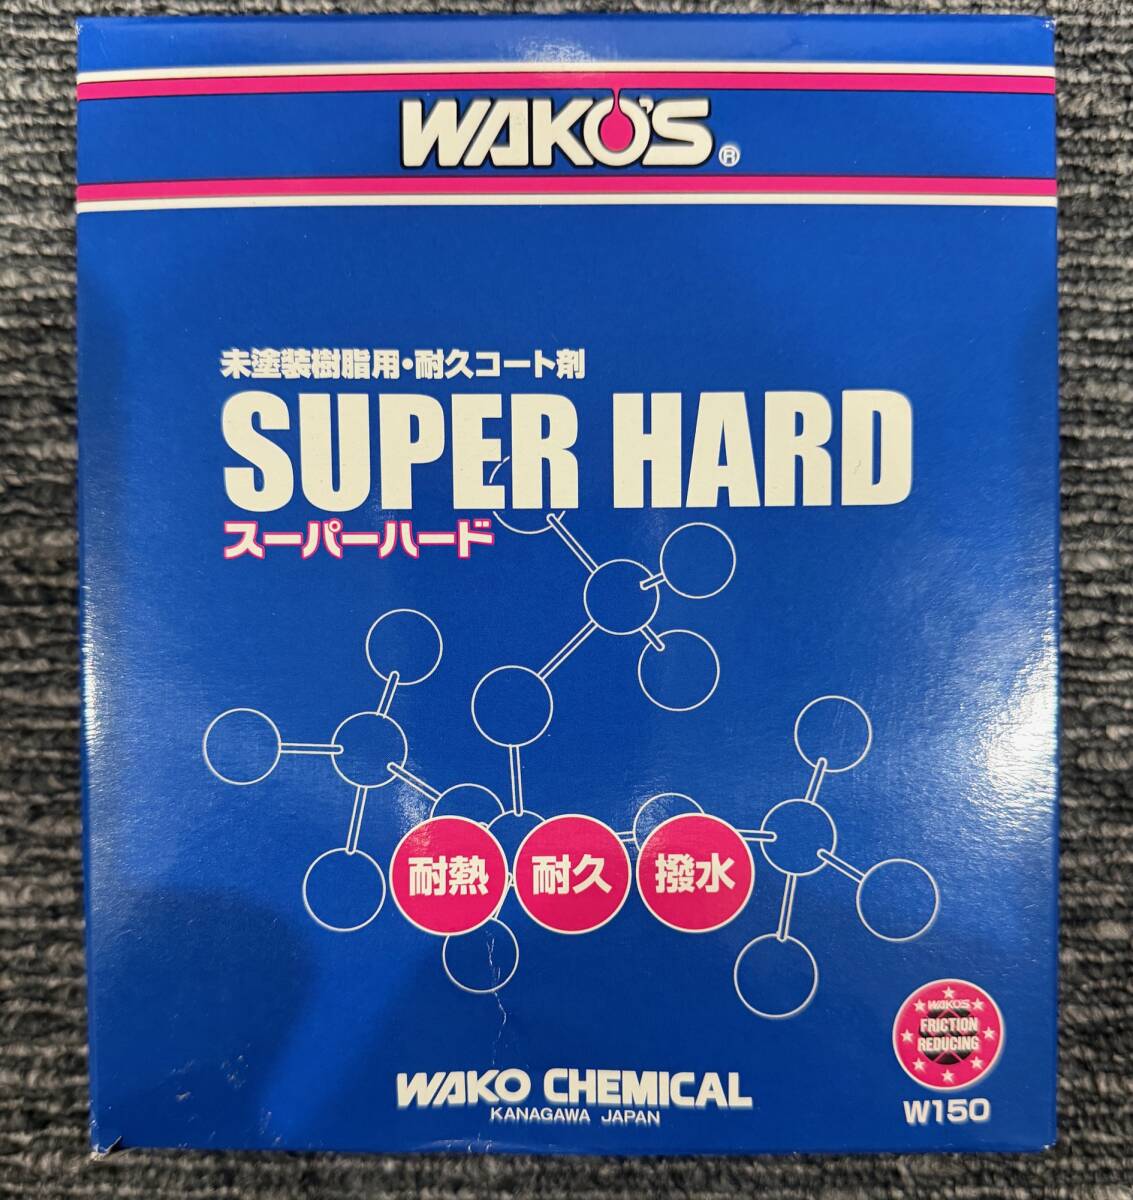 WAKO'S®
未塗装樹脂用・耐久コート剤
SUPER HARD
スーパーハード
耐熱 耐久 撥水
WAKO'S
FRICTION
REDUCING
WAKO CHEMICAL
KANAGAWA JAPAN
W150